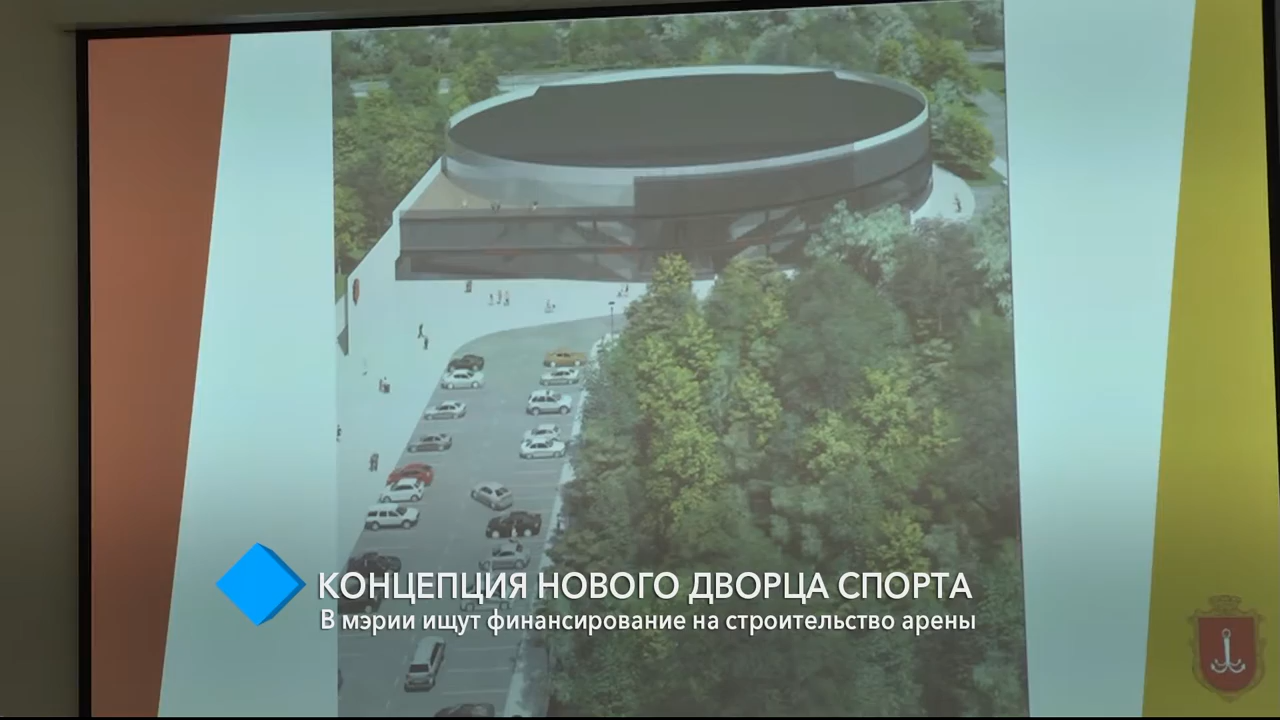 КОНЦЕПЦИЯ НОВОГО ДВОРЦА СПОРТА
В мэрии ищут финансирование на строительство арены